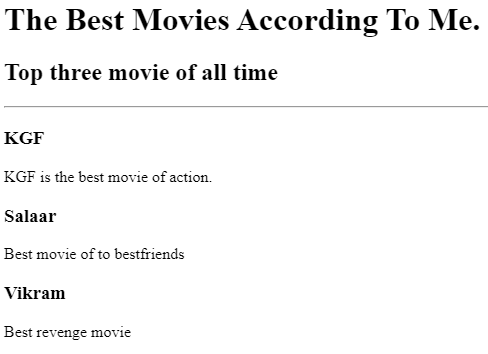 The Best Movies According To Me.
Top three movie of all time
KGF
KGF is the best movie of action.
Salaar
Best movie of to bestfriends
Vikram
Best revenge movie